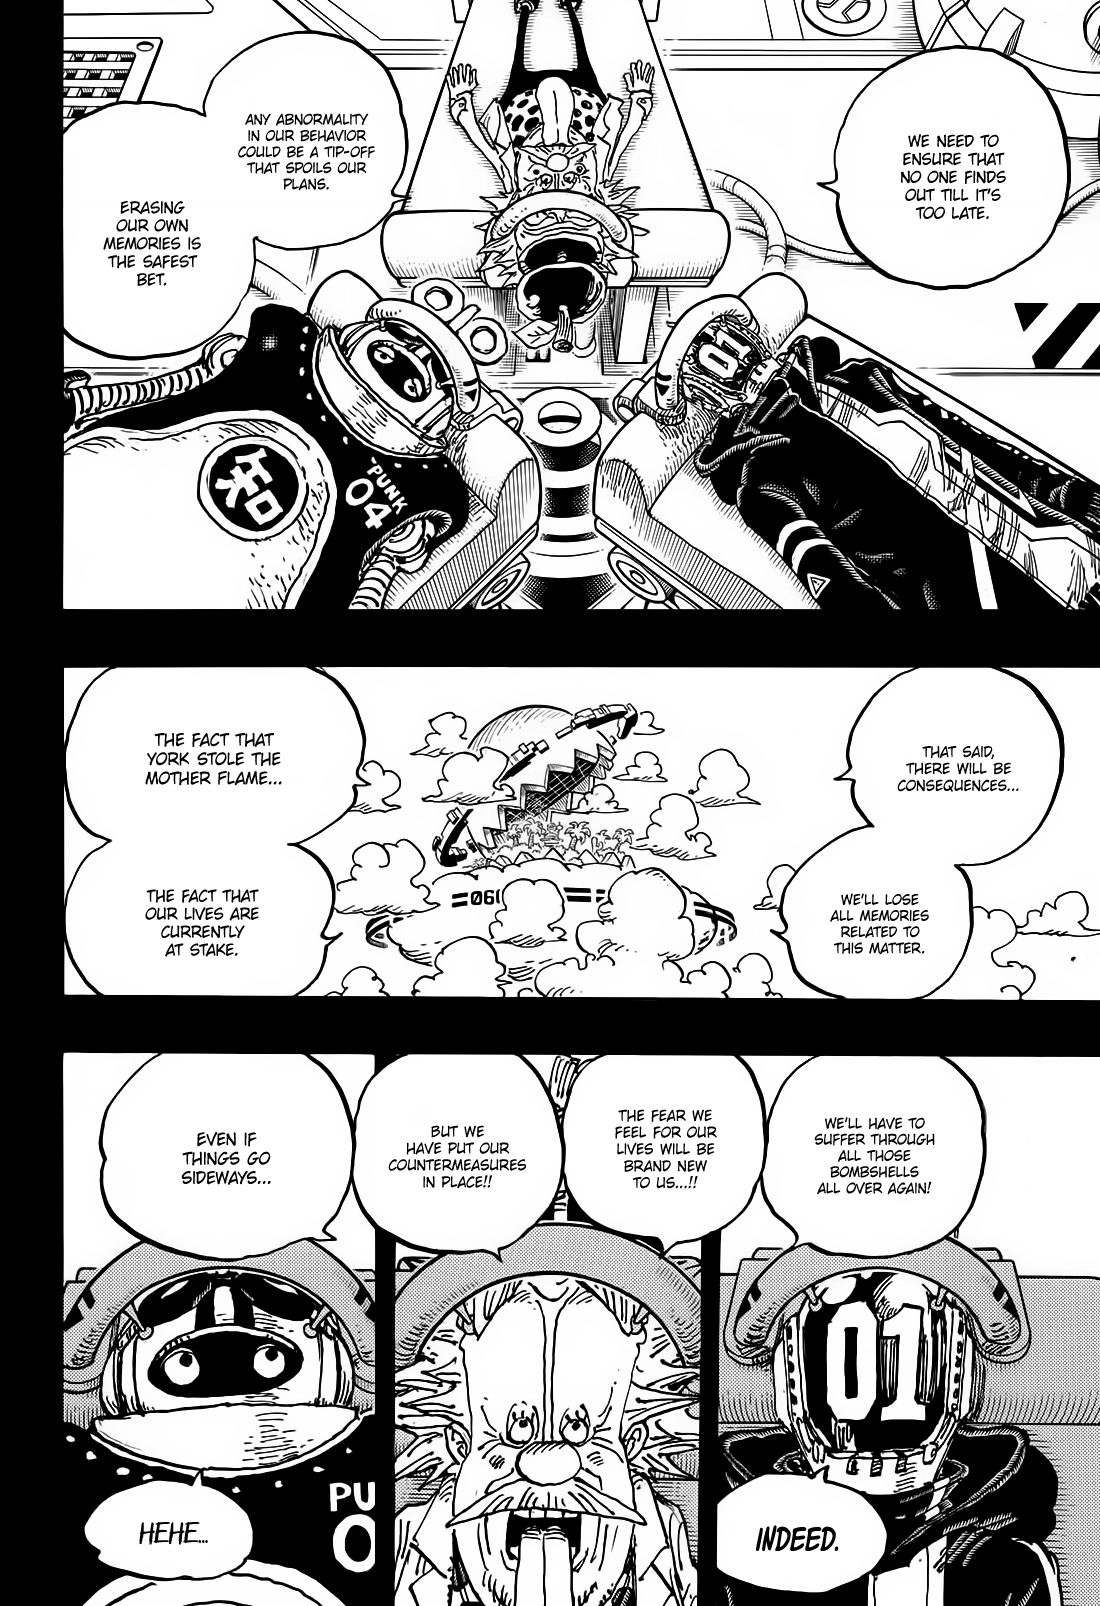 WE NEED TO
ENSURE THAT
NO ONE FINDS
OUT TILL IT'S
TOO LATE.
ANY ABNORMALITY
IN OUR BEHAVIOR
COULD BE A TIP-OFF
THAT SPOILS OUR
PLANS.
ERASING
OUR OWN
MEMORIES IS
THE SAFEST
BET.
PUNK
04
THAT SAID,
THERE WILL BE
CONSEQUENCES...
WE'LL LOSE
ALL MEMORIES
RELATED TO
THIS MATTER.
THE FACT THAT
YORK STOLE THE
MOTHER FLAME...
THE FACT THAT
OUR LIVES ARE
CURRENTLY
AT STAKE.
06
WE'LL HAVE TO
SUFFER THROUGH
ALL THOSE
BOMBSHELLS
ALL OVER AGAIN!
THE FEAR WE
FEEL FOR OUR
LIVES WILL BE
BRAND NEW
TO US...!!
BUT WE
HAVE PUT OUR
COUNTERMEASURES
IN PLACE!!
EVEN IF
THINGS GO
SIDEWAYS...
01
INDEED.
PU
0
HEHE...